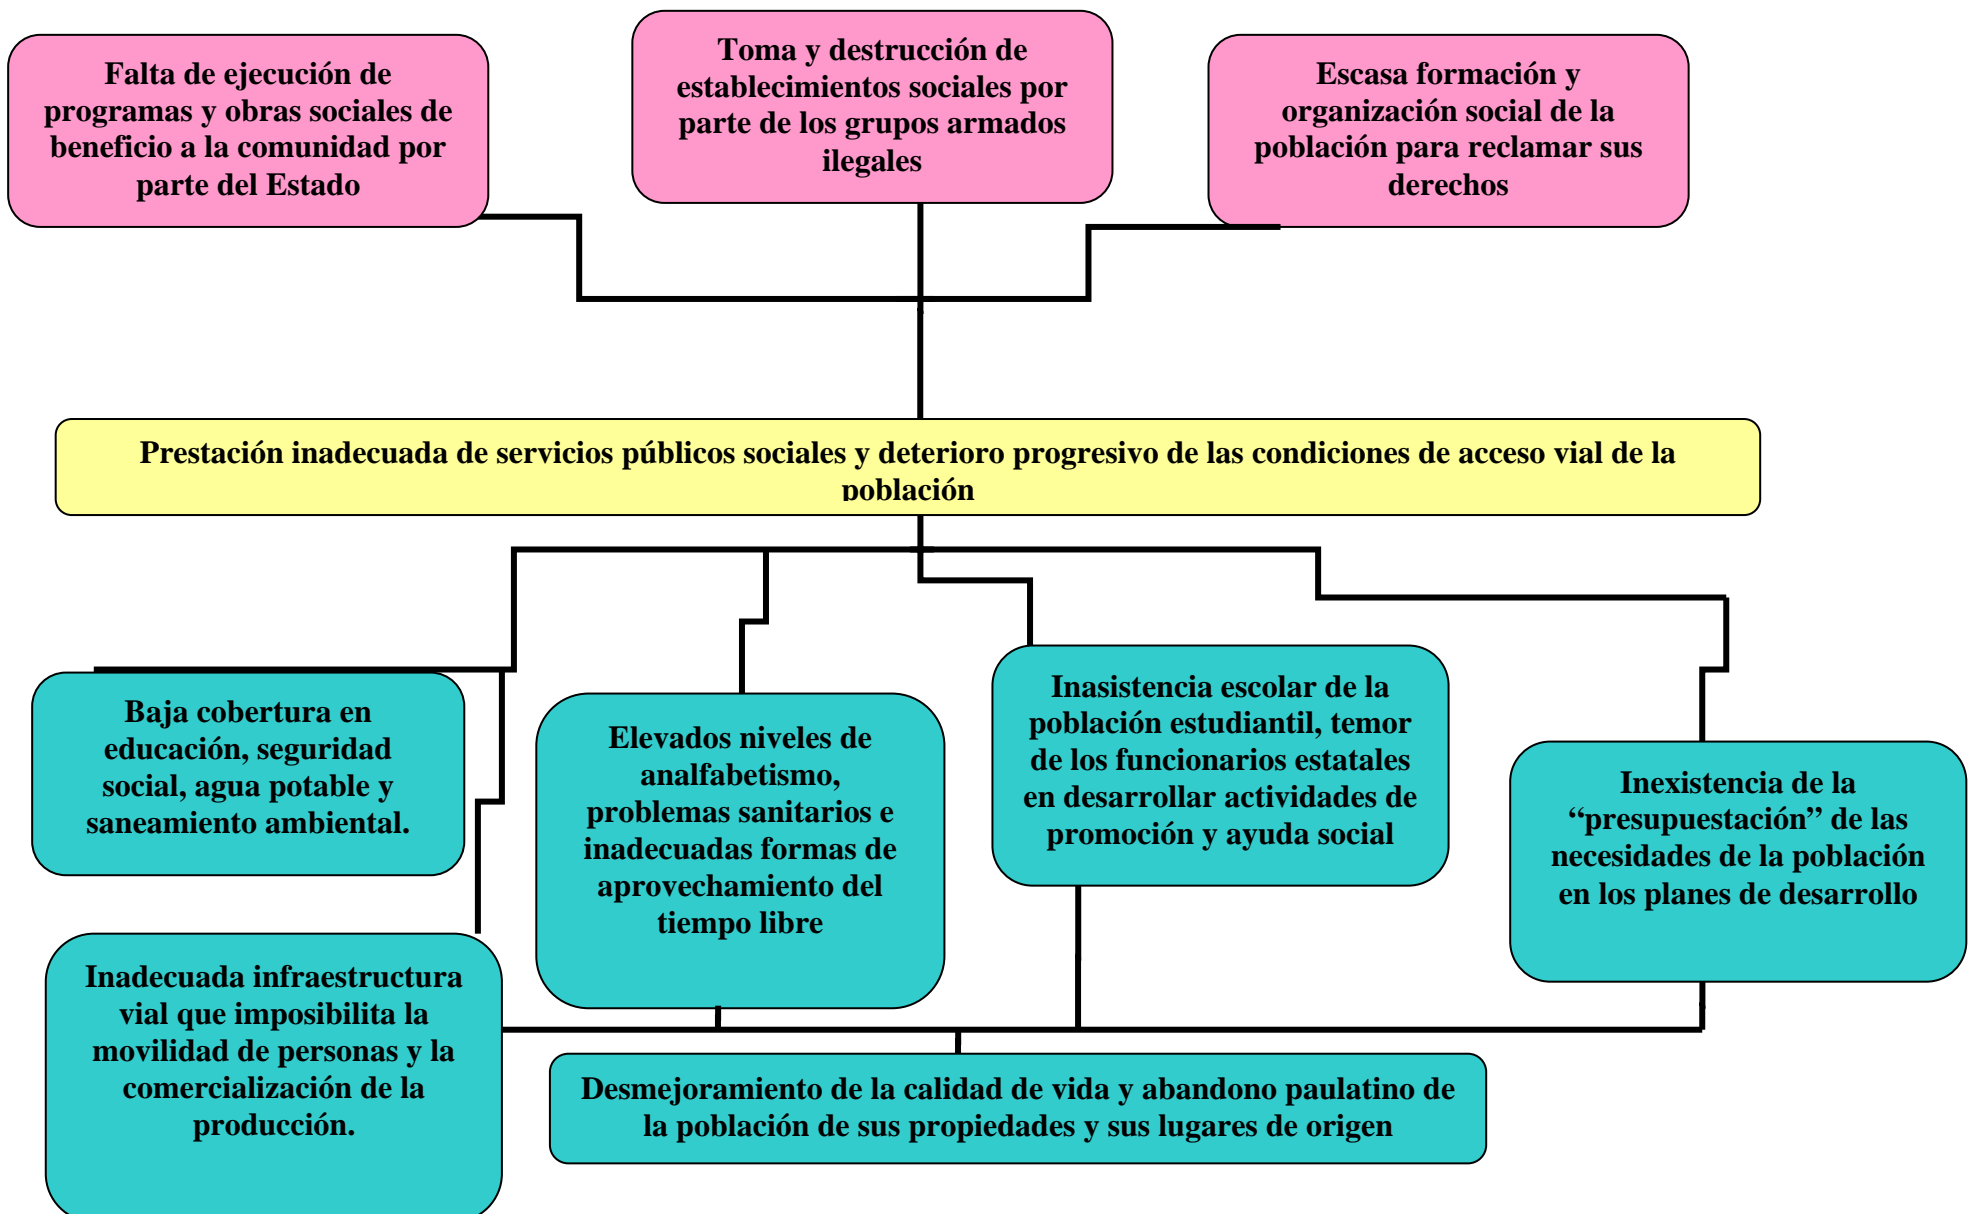 Falta de ejecución de
programas y obras sociales de
beneficio a la comunidad por
parte del Estado
Toma y destrucción de
establecimientos sociales por
parte de los grupos armados
ilegales
Escasa formación y
organización social de la
población para reclamar sus
derechos
Prestación inadecuada de servicios públicos sociales y deterioro progresivo de las condiciones de acceso vial de la
población
Baja cobertura en
educación, seguridad
social, agua potable y
saneamiento ambiental.
Elevados niveles de
analfabetismo,
problemas sanitarios e
inadecuadas formas de
aprovechamiento del
tiempo libre
Inasistencia escolar de la
población estudiantil, temor
de los funcionarios estatales
en desarrollar actividades de
promoción y ayuda social
Inexistencia de la
“presupuestación” de las
necesidades de la población
en los planes de desarrollo
Inadecuada infraestructura
vial que imposibilita la
movilidad de personas y la
comercialización de la
producción.
Desmejoramiento de la calidad de vida y abandono paulatino de
la población de sus propiedades y sus lugares de origen